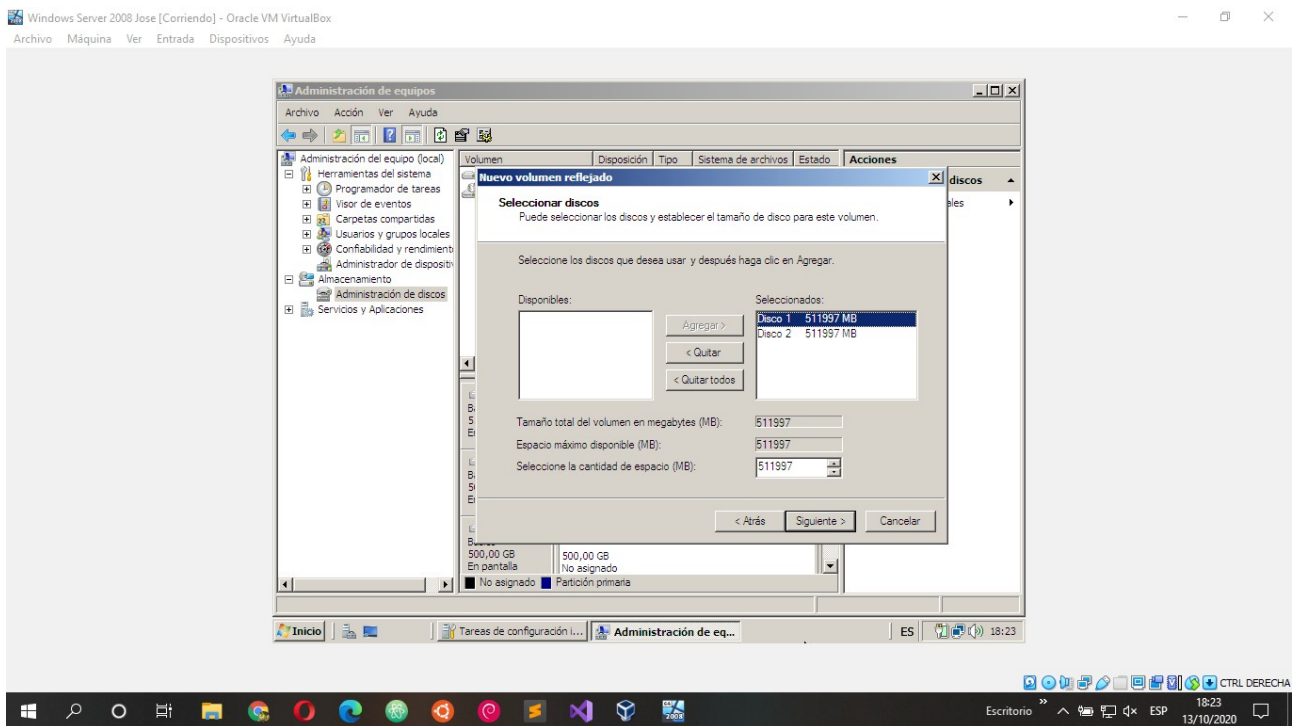 Windows Server 2008 Jose [Corriendo] - Oracle VM VirtualBox
Archivo Máquina Ver Entrada Dispositivos Ayuda
Administración de equipos
Archivo Acción Ver Ayuda
Administración del equipo (local)
Herramientas del sistema
Programador de tareas
Visor de eventos
Carpetas compartidas
Usuarios y grupos locales
Confiabilidad y rendimient
Administrador de dispositiv
Almacenamiento
Administración de discos
Servicios y Aplicaciones
Volumen Disposición Tipo Sistema de archivos Estado
Acciones
discos
ales
Nuevo volumen reflejado
Seleccionar discos
Puede seleccionar los discos y establecer el tamaño de disco para este volumen.
Seleccione los discos que desea usar y después haga clic en Agregar.
Disponibles:
Seleccionados:
Agregar >
< Quitar
< Quitar todos
Disco 1 511997 MB
Disco 2 511997 MB
Tamaño total del volumen en megabytes (MB): 511997
Espacio máximo disponible (MB): 511997
Seleccione la cantidad de espacio (MB): 511997
< Atrás Siguiente > Cancelar
500,00 GB
En pantalla
500,00 GB
No asignado
No asignado Partición primaria
Inicio Tareas de configuración i... Administración de eq... ES 18:23
CTRL DERECHA
2008
Escritorio ESP 18:23
13/10/2020